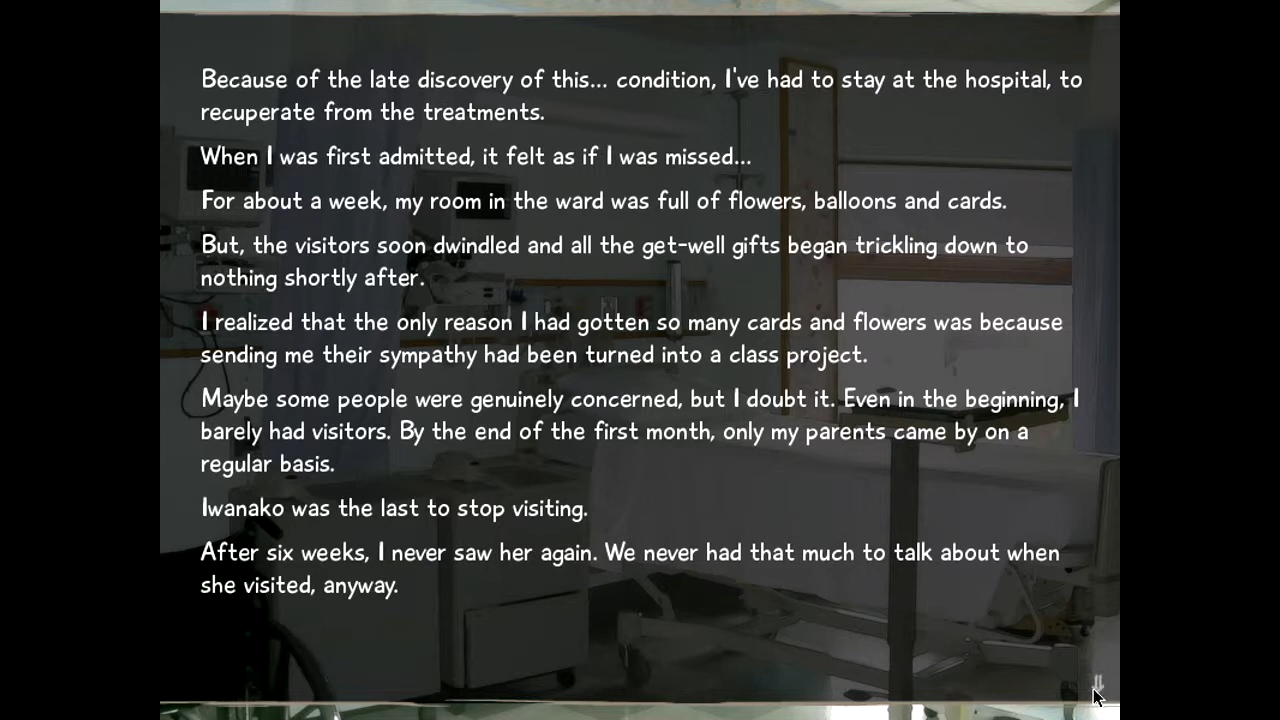 Because of the late discovery of this... condition, I've had to stay at the hospital, to
recuperate from the treatments.
When I was first admitted, it felt as if I was missed...
For about a week, my room in the ward was full of flowers, balloons and cards.
But, the visitors soon dwindled and all the get-well gifts began trickling down to
nothing shortly after.
I realized that the only reason I had gotten so many cards and flowers was because
sending me their sympathy had been turned into a class project.
Maybe some people were genuinely concerned, but I doubt it. Even in the beginning, I
barely had visitors. By the end of the first month, only my parents came by on a
regular basis.
Iwanako was the last to stop visiting.
After six weeks, I never saw her again. We never had that much to talk about when
she visited, anyway.